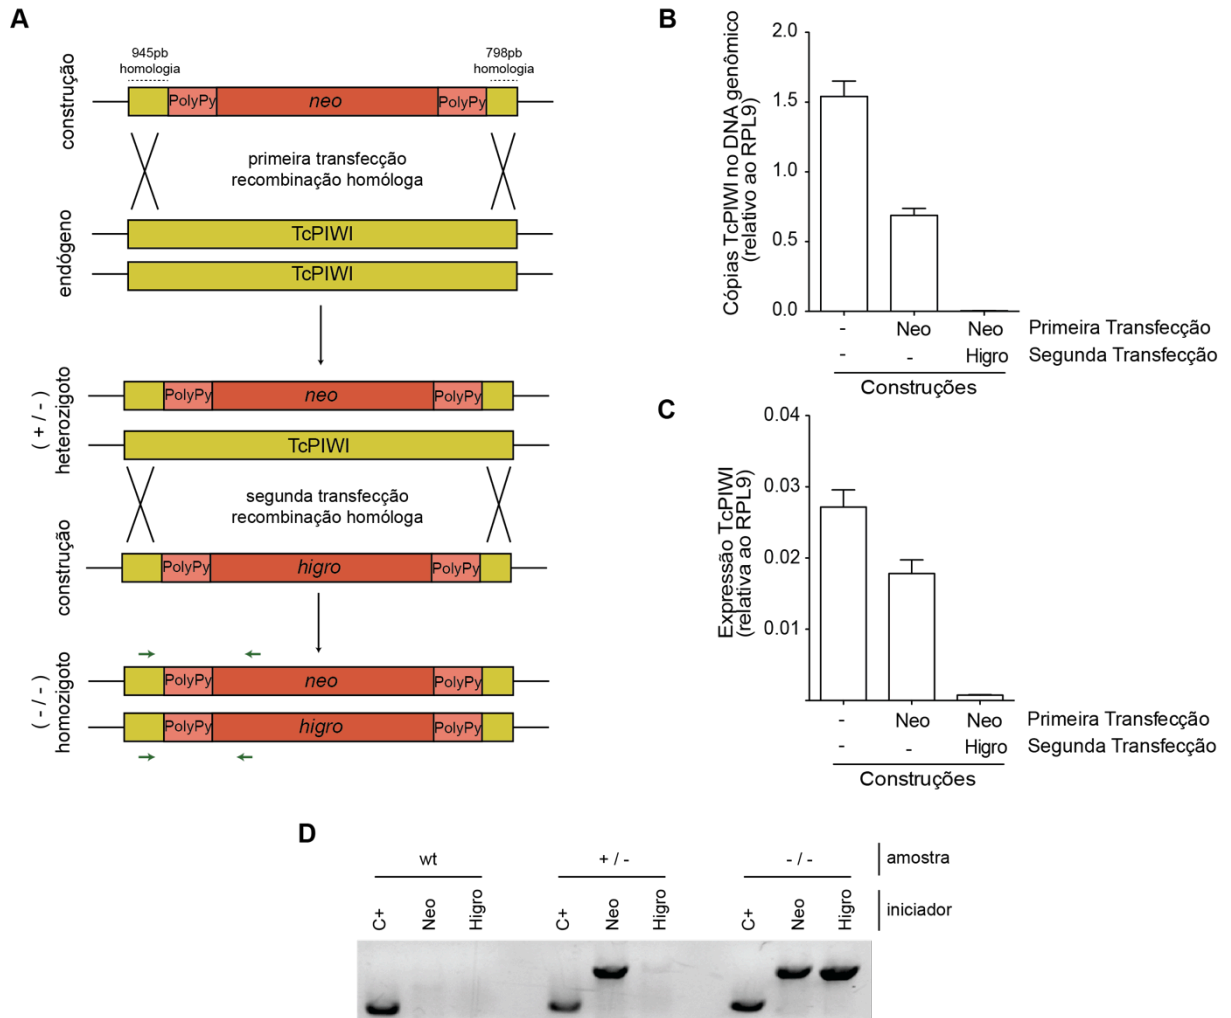 A
945pb
homologia
798pb
homologia
construção
PolyPy
neo
PolyPy
primeira transfecção
recombinação homóloga
endógeno
TcPIWI
TcPIWI
( + / - )
heterozigoto
PolyPy
neo
PolyPy
TcPIWI
segunda transfecção
recombinação homóloga
construção
PolyPy
higro
PolyPy
( - / - )
homozigoto
PolyPy
neo
PolyPy
PolyPy
higro
PolyPy
B
Cópias TcPIWI no DNA genômico
(relativo ao RPL9)
2.0
1.5
1.0
0.5
0.0
- Neo Neo Primeira Transfecção
- - Higro Segunda Transfecção
Construções
C
Expressão TcPIWI
(relativa ao RPL9)
0.04
0.03
0.02
0.01
- Neo Neo Primeira Transfecção
- - Higro Segunda Transfecção
Construções
D
wt + / - - / - amostra
C+ Neo Higro C+ Neo Higro C+ Neo Higro iniciador